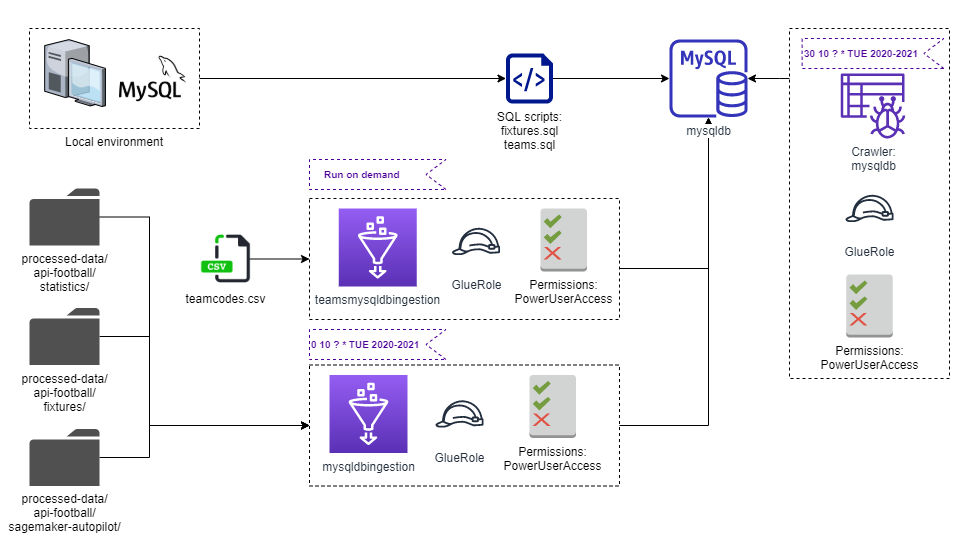 MySQL
Local environment
SQL scripts:
fixtures.sql
teams.sql
MySQL
mysqldb
30 10 ? * TUE 2020-2021
Crawler:
mysqldb
GlueRole
Permissions:
PowerUserAccess
processed-data/
api-football/
statistics/
processed-data/
api-football/
fixtures/
processed-data/
api-football/
sagemaker-autopilot/
CSV
teamcodes.csv
Run on demand
teamsmysqldbingestion
GlueRole
Permissions:
PowerUserAccess
0 10 ? * TUE 2020-2021
mysqldbingestion
GlueRole
Permissions:
PowerUserAccess